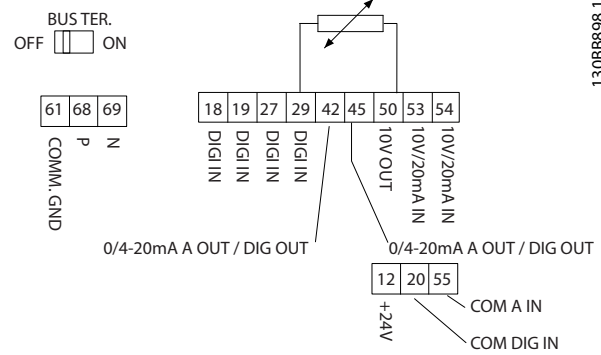 BUS TER.
OFF ON
61 68 69
COMM. GND
P
N
18 19 27 29 42 45 50 53 54
DIGI IN
DIGI IN
DIGI IN
DIGI IN
10V OUT
10V/20mA IN
10V/20mA IN
0/4-20mA A OUT / DIG OUT
0/4-20mA A OUT / DIG OUT
12 20 55
+24V
COM A IN
COM DIG IN